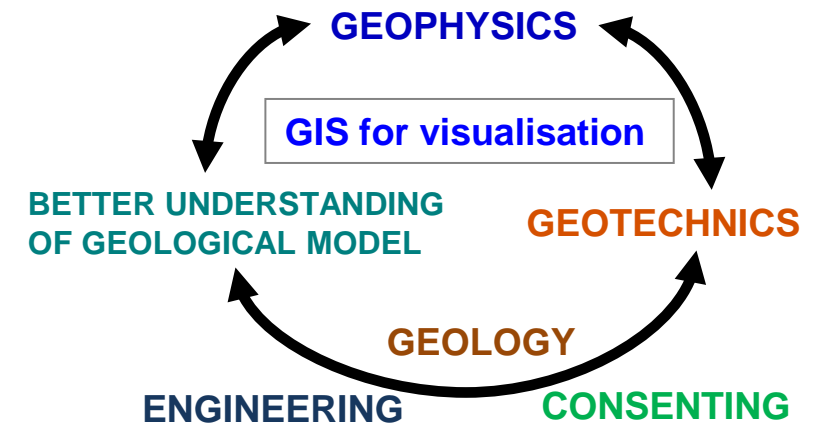 GEOPHYSICS
GIS for visualisation
BETTER UNDERSTANDING
OF GEOLOGICAL MODEL
GEOTECHNICS
GEOLOGY
ENGINEERING
CONSENTING